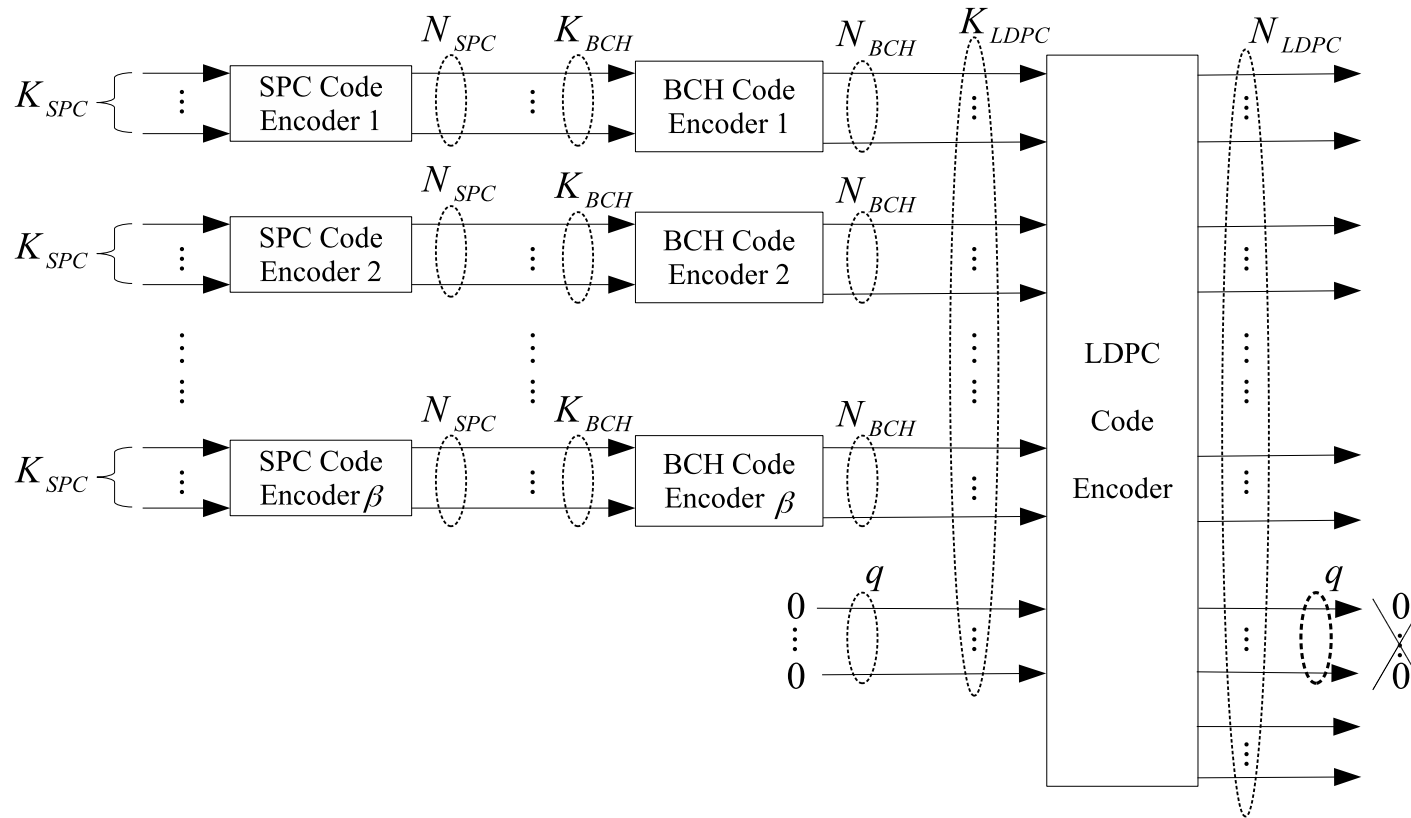 N_SPC K_BCH N_BCH K_LDPC N_LDPC
K_SPC
SPC Code
Encoder 1
BCH Code
Encoder 1
N_SPC K_BCH N_BCH
K_SPC
SPC Code
Encoder 2
BCH Code
Encoder 2
LDPC
Code
Encoder
N_SPC K_BCH N_BCH
K_SPC
SPC Code
Encoder β
BCH Code
Encoder β
q q
0 0
0 0